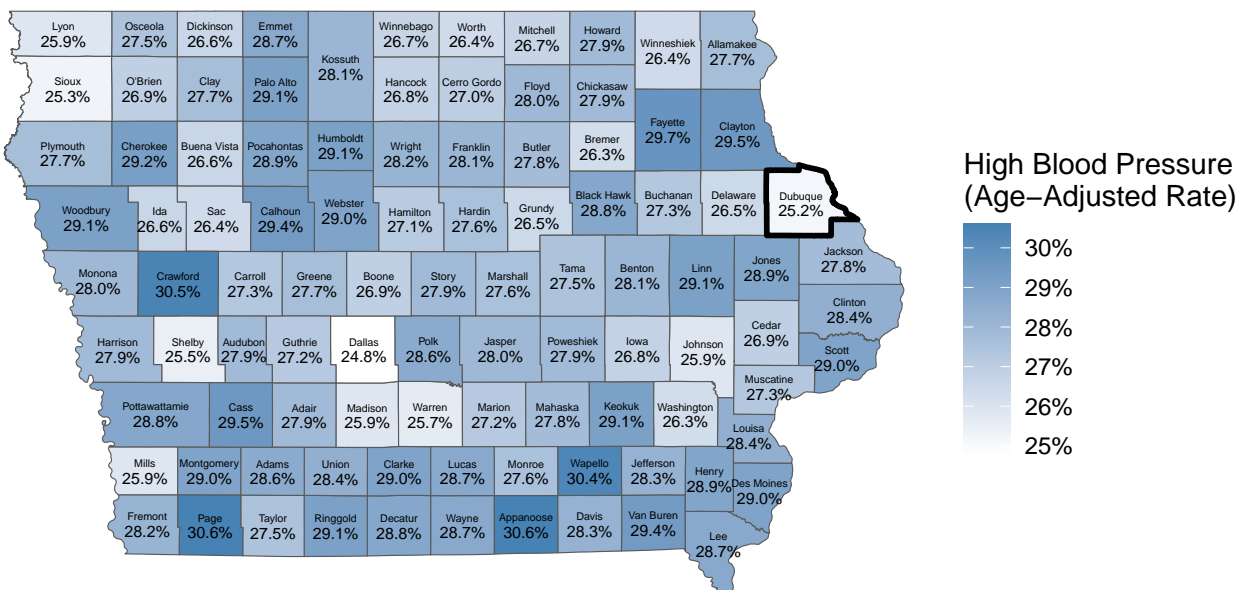 Lyon
25.9%
Osceola
27.5%
Dickinson
26.6%
Emmet
28.7%
Kossuth
28.1%
Winnebago
26.7%
Worth
26.4%
Mitchell
26.7%
Howard
27.9%
Winneshiek
26.4%
Allamakee
27.7%
Sioux
25.3%
O'Brien
26.9%
Clay
27.7%
Palo Alto
29.1%
Hancock
26.8%
Cerro Gordo
27.0%
Floyd
28.0%
Chickasaw
27.9%
Fayette
29.7%
Clayton
29.5%
Plymouth
27.7%
Cherokee
29.2%
Buena Vista
26.6%
Pocahontas
28.9%
Humboldt
29.1%
Wright
28.2%
Franklin
28.1%
Butler
27.8%
Bremer
26.3%
Woodbury
29.1%
Ida
26.6%
Sac
26.4%
Calhoun
29.4%
Webster
29.0%
Hamilton
27.1%
Hardin
27.6%
Grundy
26.5%
Black Hawk
28.8%
Buchanan
27.3%
Delaware
26.5%
Dubuque
25.2%
Monona
28.0%
Crawford
30.5%
Carroll
27.3%
Greene
27.7%
Boone
26.9%
Story
27.9%
Marshall
27.6%
Tama
27.5%
Benton
28.1%
Linn
29.1%
Jones
28.9%
Jackson
27.8%
Clinton
28.4%
Harrison
27.9%
Shelby
25.5%
Audubon
27.9%
Guthrie
27.2%
Dallas
24.8%
Polk
28.6%
Jasper
28.0%
Poweshiek
27.9%
Iowa
26.8%
Johnson
25.9%
Cedar
26.9%
Scott
29.0%
Muscatine
27.3%
Pottawattamie
28.8%
Cass
29.5%
Adair
27.9%
Madison
25.9%
Warren
25.7%
Marion
27.2%
Mahaska
27.8%
Keokuk
29.1%
Washington
26.3%
Louisa
28.4%
Mills
25.9%
Montgomery
29.0%
Adams
28.6%
Union
28.4%
Clarke
29.0%
Lucas
28.7%
Monroe
27.6%
Wapello
30.4%
Jefferson
28.3%
Henry
28.9%
Des Moines
29.0%
Fremont
28.2%
Page
30.6%
Taylor
27.5%
Ringgold
29.1%
Decatur
28.8%
Wayne
28.7%
Appanoose
30.6%
Davis
28.3%
Van Buren
29.4%
Lee
28.7%
High Blood Pressure
(Age−Adjusted Rate)
30%
29%
28%
27%
26%
25%